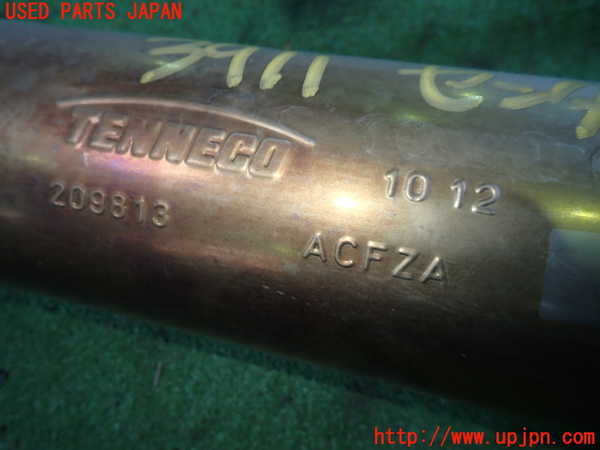 USED PARTS JAPAN
TENNECO
10 12
209813
ACFZA
http://www.upjpn.com/